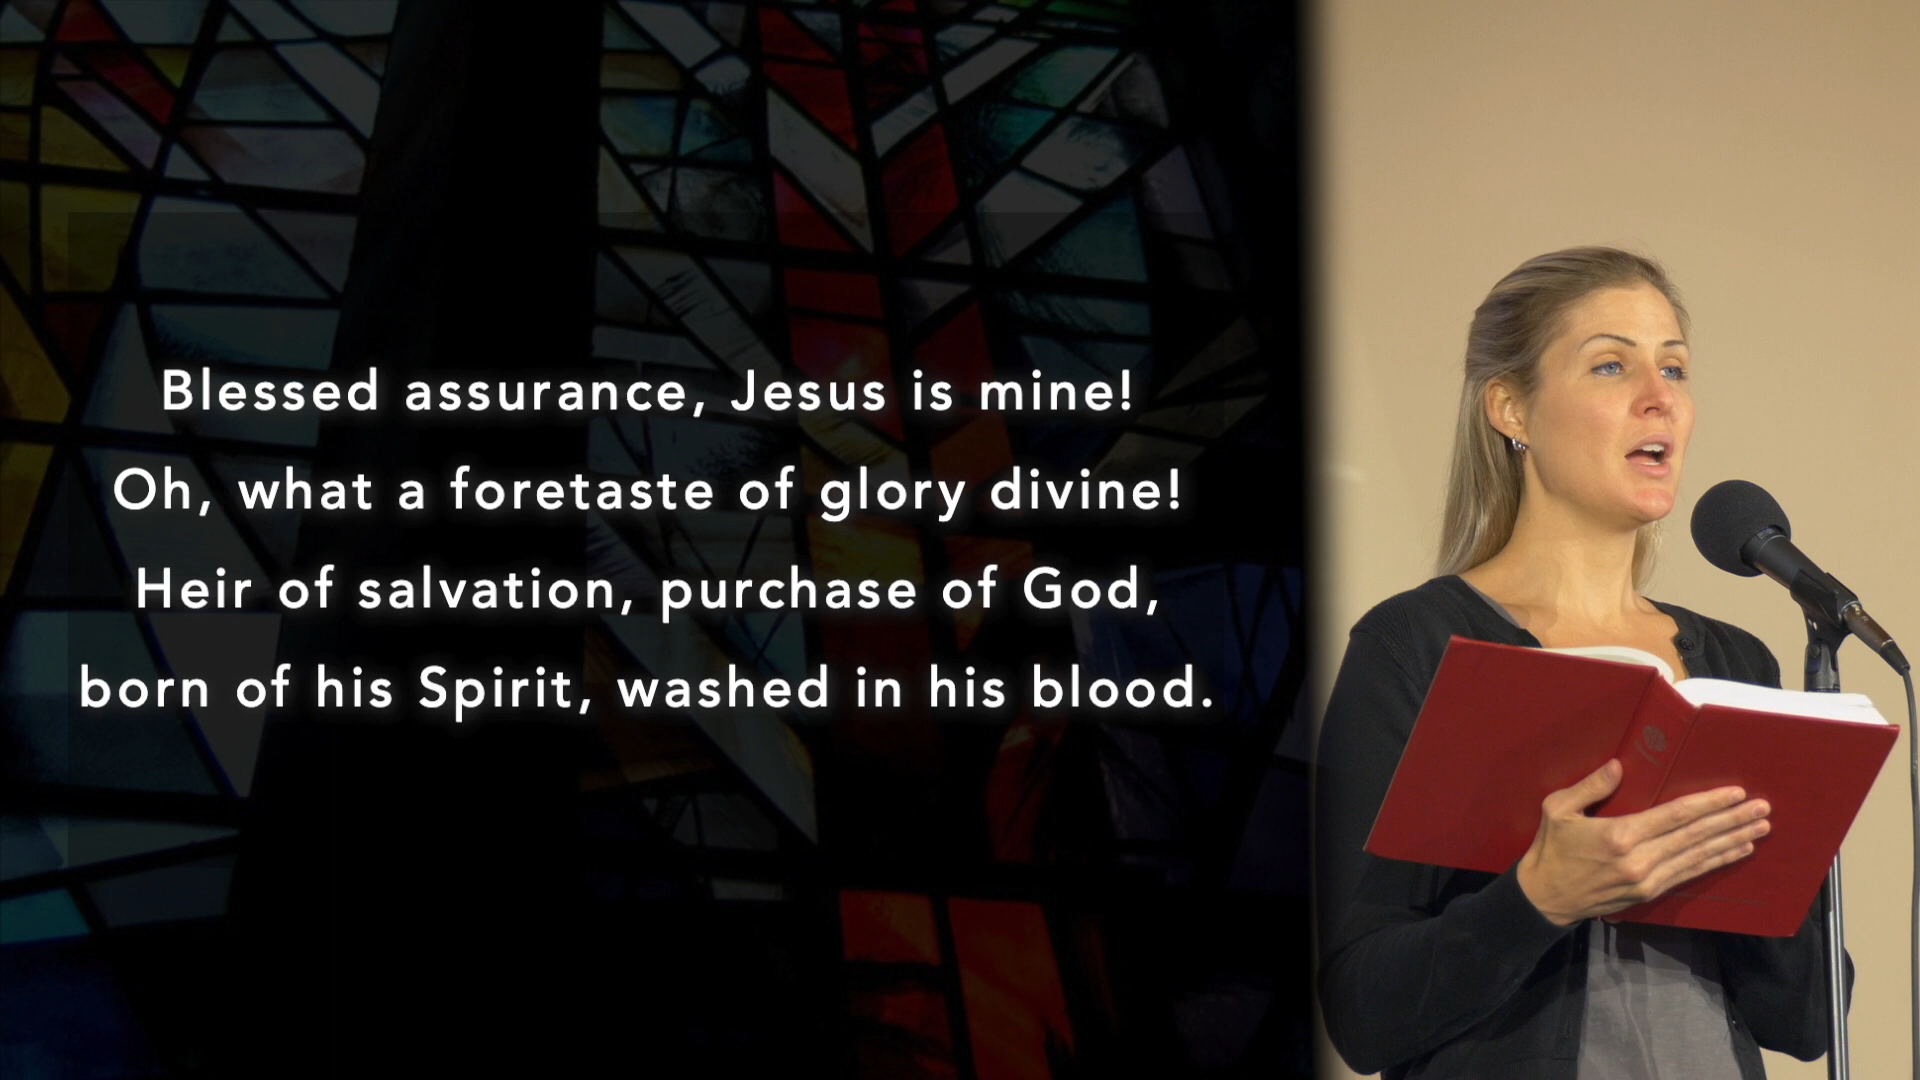 Blessed assurance, Jesus is mine!
Oh, what a foretaste of glory divine!
Heir of salvation, purchase of God,
born of his Spirit, washed in his blood.